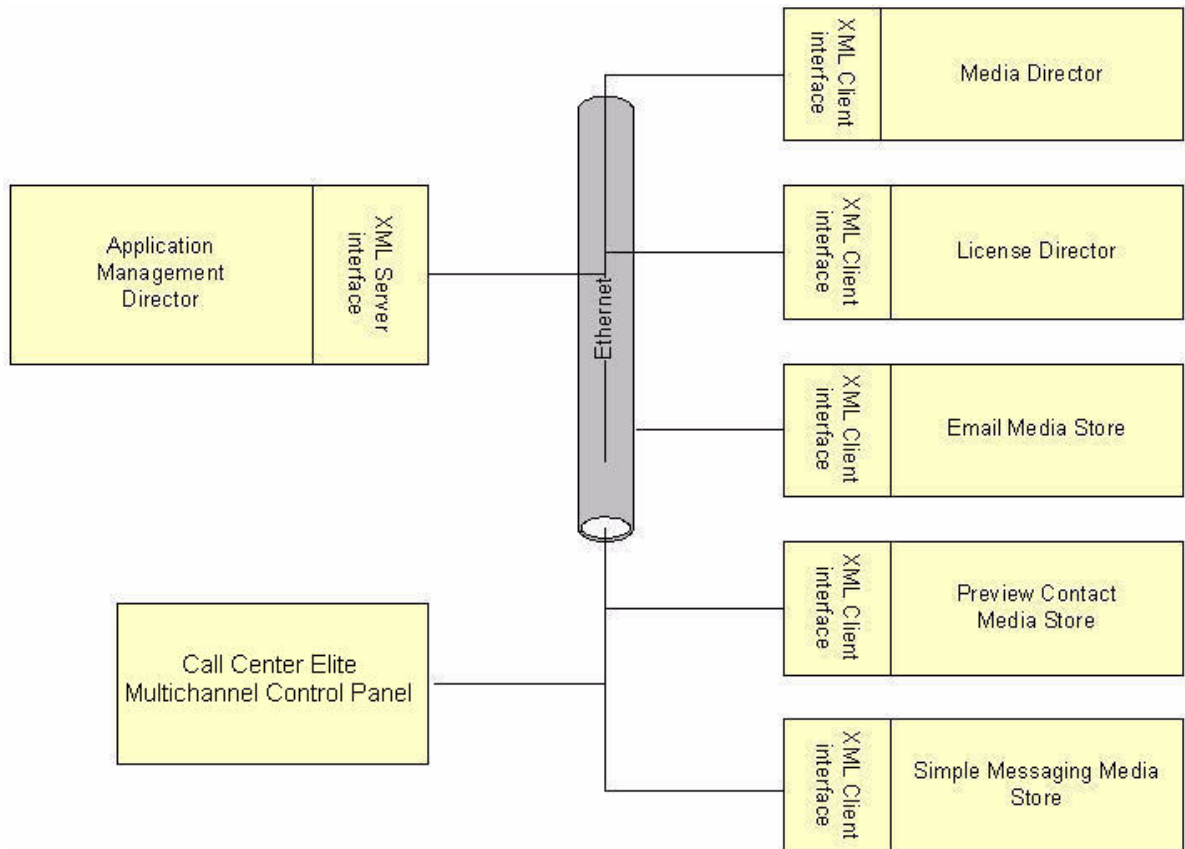 XML Client
interface
Media Director
Application
Management
Director
XML Server
interface
Ethernet
XML Client
interface
License Director
XML Client
interface
Email Media Store
XML Client
interface
Preview Contact
Media Store
Call Center Elite
Multichannel Control Panel
XML Client
interface
Simple Messaging Media
Store